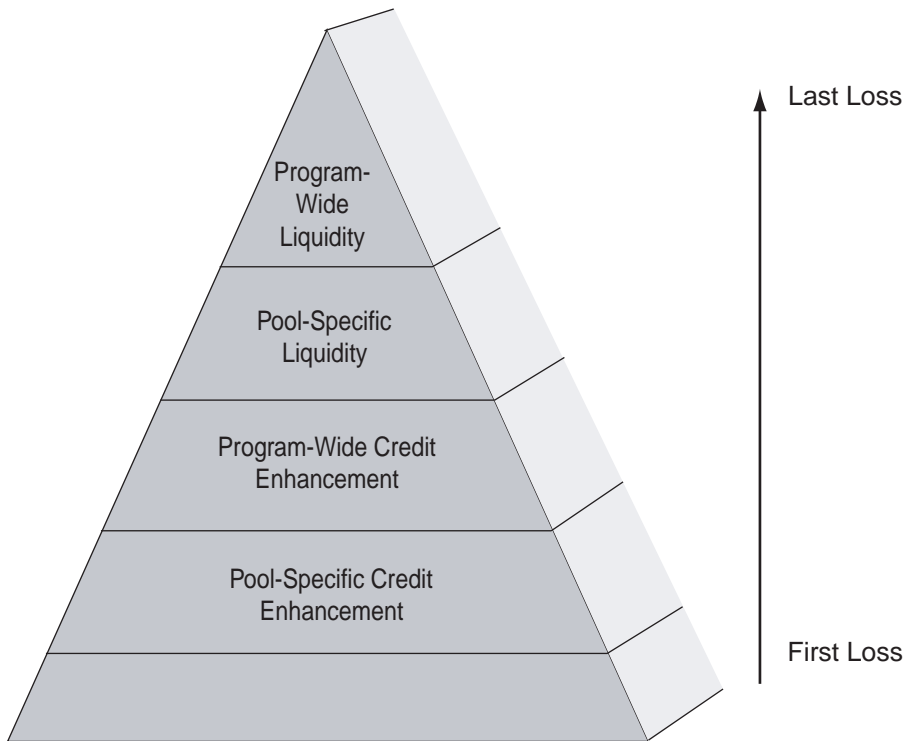 Program-
Wide
Liquidity
Pool-Specific
Liquidity
Program-Wide Credit
Enhancement
Pool-Specific Credit
Enhancement
Last Loss
First Loss